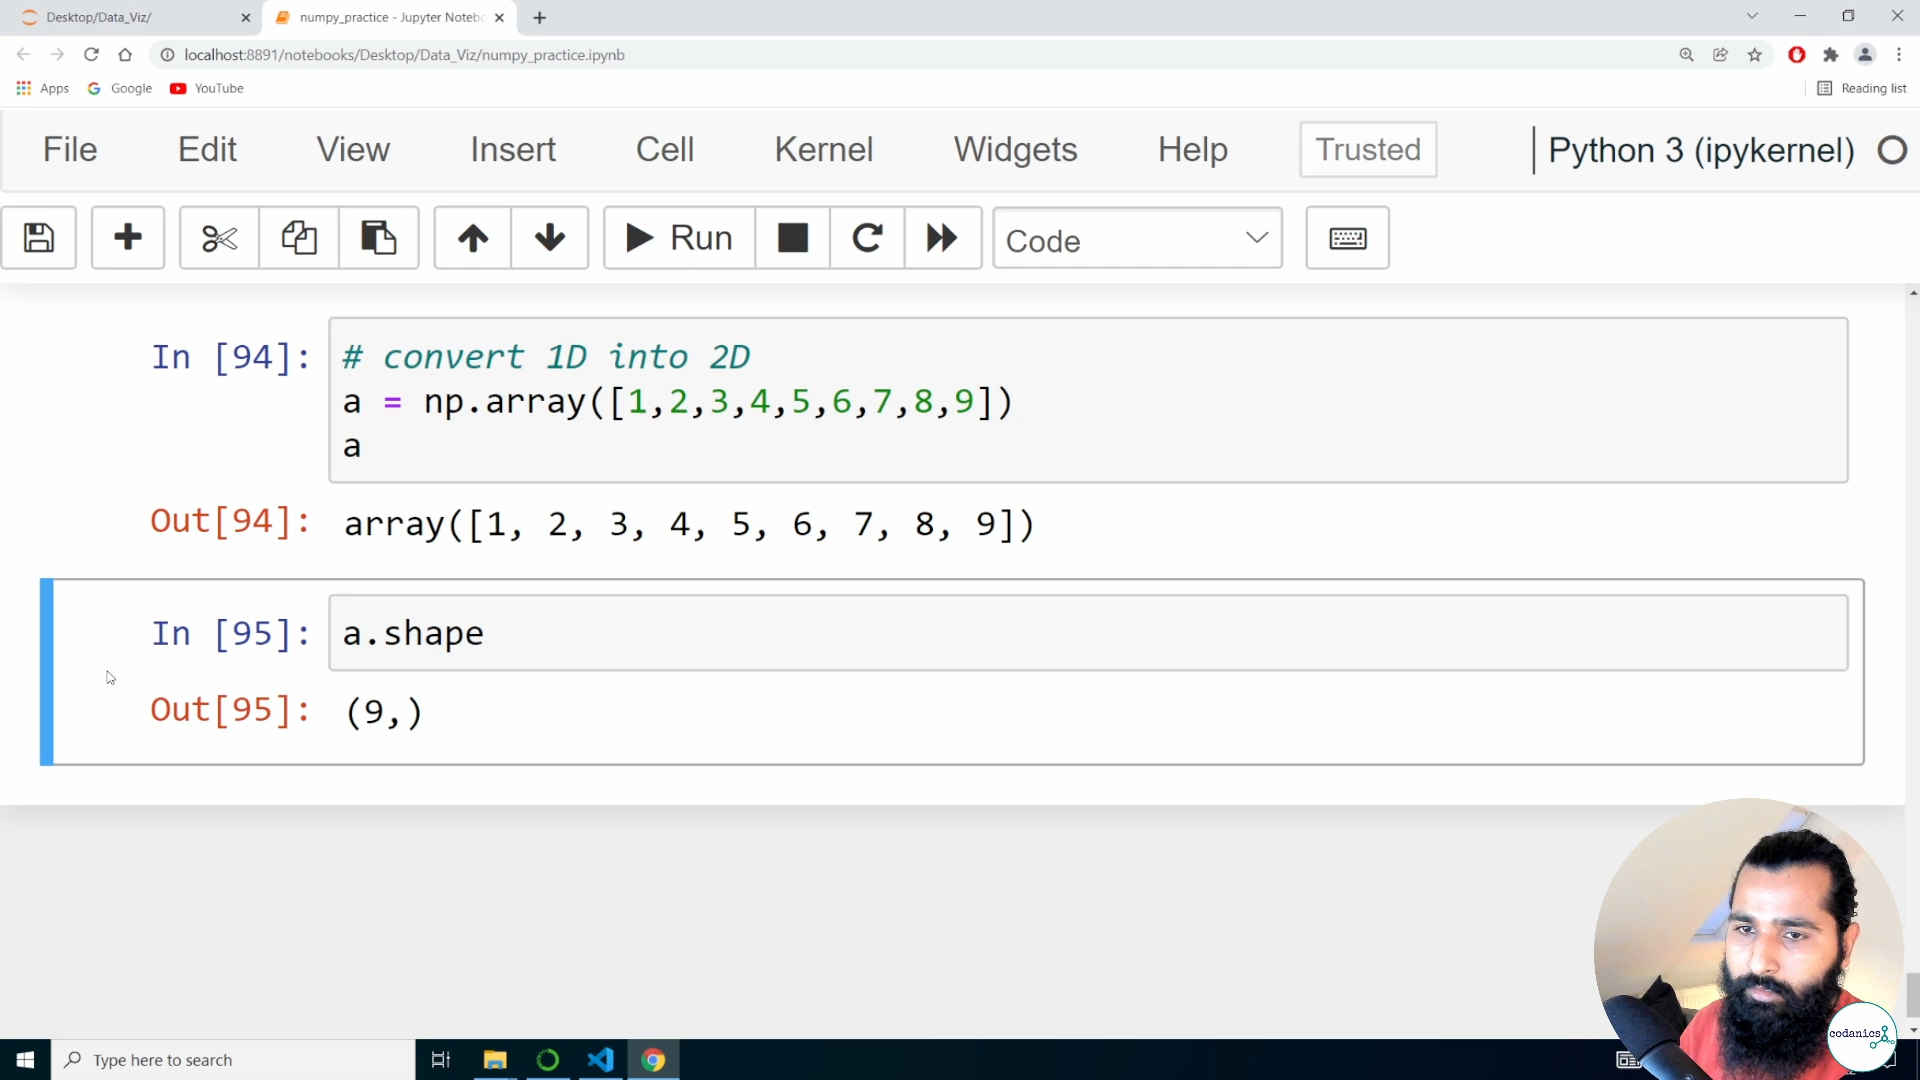 Desktop/Data_Viz/
numpy_practice - Jupyter Notebo
localhost:8891/notebooks/Desktop/Data_Viz/numpy_practice.ipynb
Apps
Google
YouTube
Reading list
File
Edit
View
Insert
Cell
Kernel
Widgets
Help
Trusted
Python 3 (ipykernel)
Run
Code
In [94]:
# convert 1D into 2D
a = np.array([1,2,3,4,5,6,7,8,9])
a
Out[94]:
array([1, 2, 3, 4, 5, 6, 7, 8, 9])
In [95]:
a.shape
Out[95]:
(9,)
codanics
Type here to search